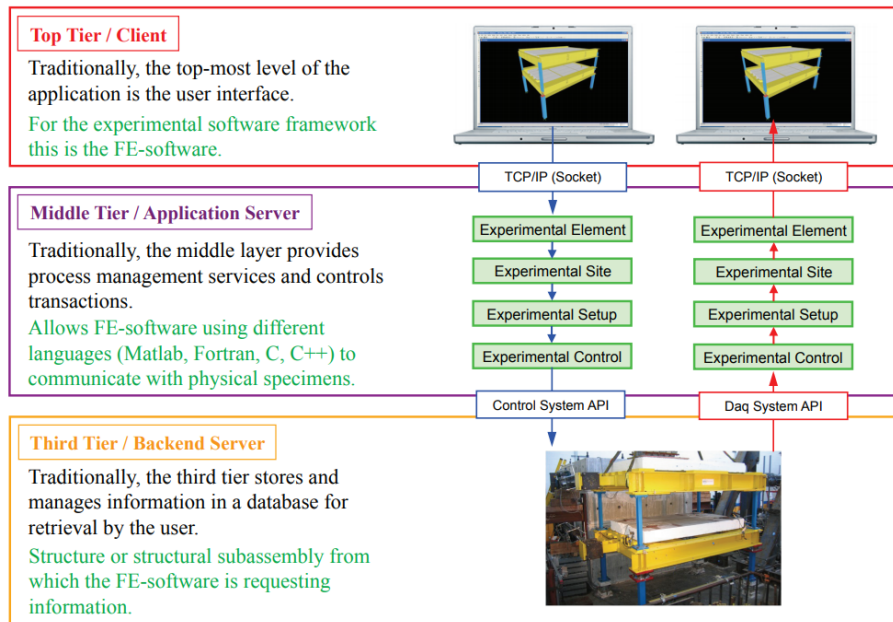 Top Tier / Client
Traditionally, the top-most level of the
application is the user interface.
For the experimental software framework
this is the FE-software.
TCP/IP (Socket)
TCP/IP (Socket)
Middle Tier / Application Server
Traditionally, the middle layer provides
process management services and controls
transactions.
Allows FE-software using different
languages (Matlab, Fortran, C, C++) to
communicate with physical specimens.
Experimental Element
Experimental Site
Experimental Setup
Experimental Control
Experimental Element
Experimental Site
Experimental Setup
Experimental Control
Control System API
Daq System API
Third Tier / Backend Server
Traditionally, the third tier stores and
manages information in a database for
retrieval by the user.
Structure or structural subassembly from
which the FE-software is requesting
information.